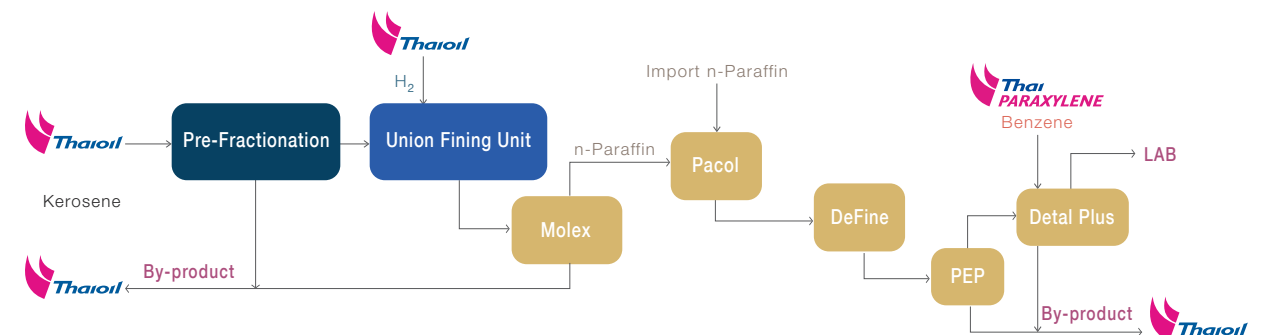 Thaioil
H2
Import n-Paraffin
Thai
PARAXYLENE
Benzene
Thaioil
Pre-Fractionation
Union Fining Unit
n-Paraffin
Pacol
LAB
Kerosene
Molex
DeFine
Detal Plus
By-product
Thaioil
PEP
By-product
Thaioil